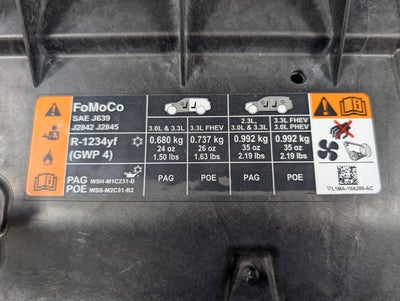 FoMoCo
SAE J639
J2842 J2845
R-1234yf
(GWP 4)
PAG WSH-M1C231-B
POE WSS-M2C31-B2
3.0L & 3.3L
3.3L FHEV
2.3L,
3.0L & 3.3L
3.3L FHEV
3.0L PHEV
0.680 kg
24 oz
1.50 lbs
0.737 kg
26 oz
1.63 lbs
0.992 kg
35 oz
2.19 lbs
0.992 kg
35 oz
2.19 lbs
PAG
POE
PAG
POE
L1MA-19A286-AC